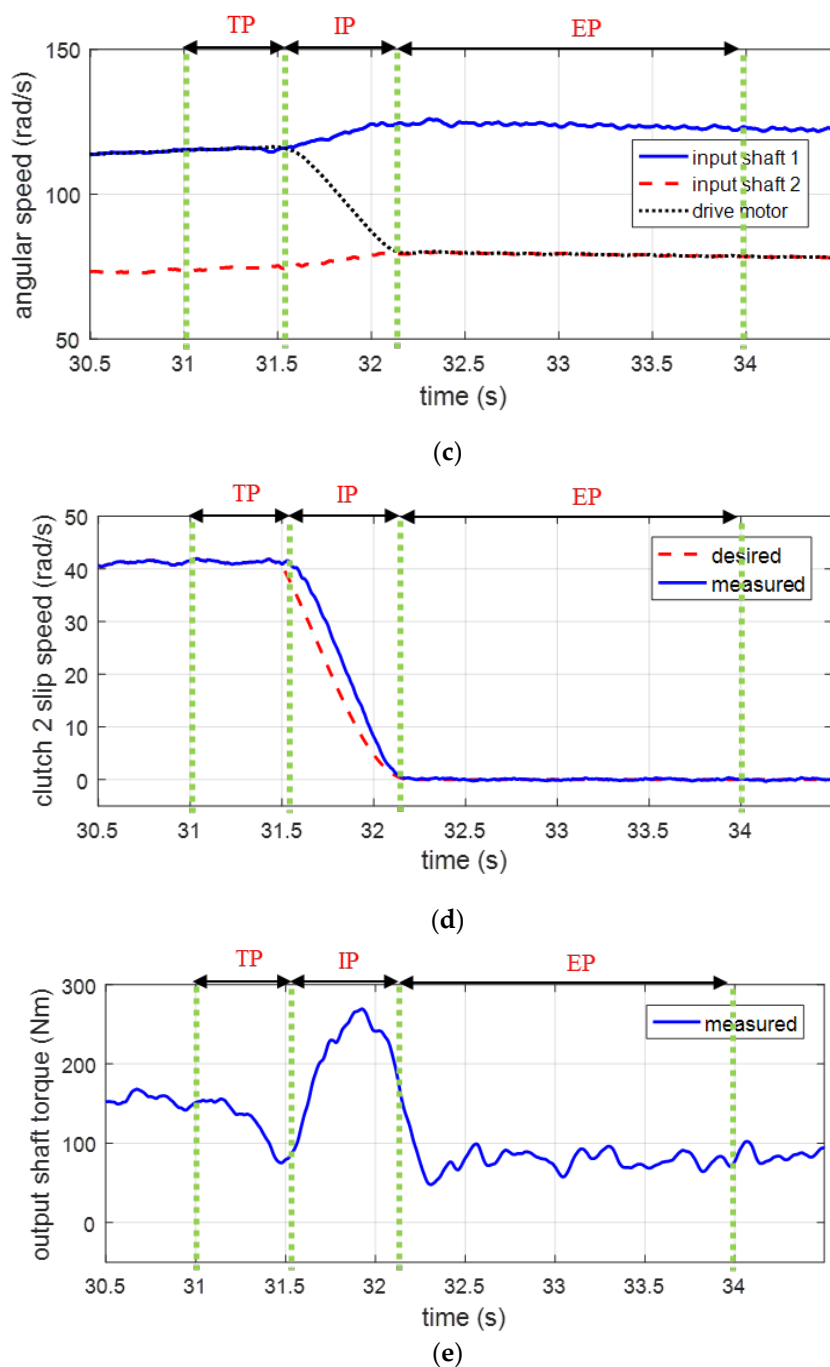 TP IP EP
150
100
50
angular speed (rad/s)
input shaft 1
input shaft 2
drive motor
30.5 31 31.5 32 32.5 33 33.5 34
time (s)
(c)
TP IP EP
50
40
30
20
10
0
clutch 2 slip speed (rad/s)
desired
measured
30.5 31 31.5 32 32.5 33 33.5 34
time (s)
(d)
TP IP EP
300
200
100
0
output shaft torque (Nm)
measured
30.5 31 31.5 32 32.5 33 33.5 34
time (s)
(e)